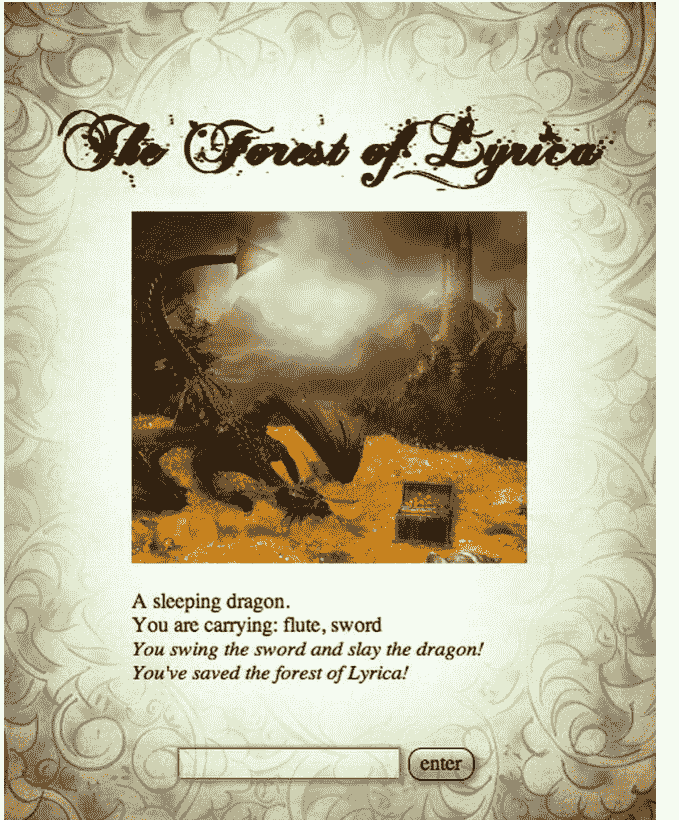 The Forest of Lyrica
A sleeping dragon.
You are carrying: flute, sword
You swing the sword and slay the dragon!
You've saved the forest of Lyrica!
enter